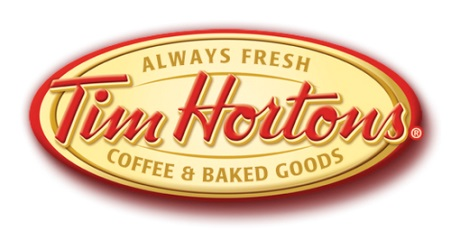 ALWAYS FRESH
Tim Hortons®
COFFEE & BAKED GOODS